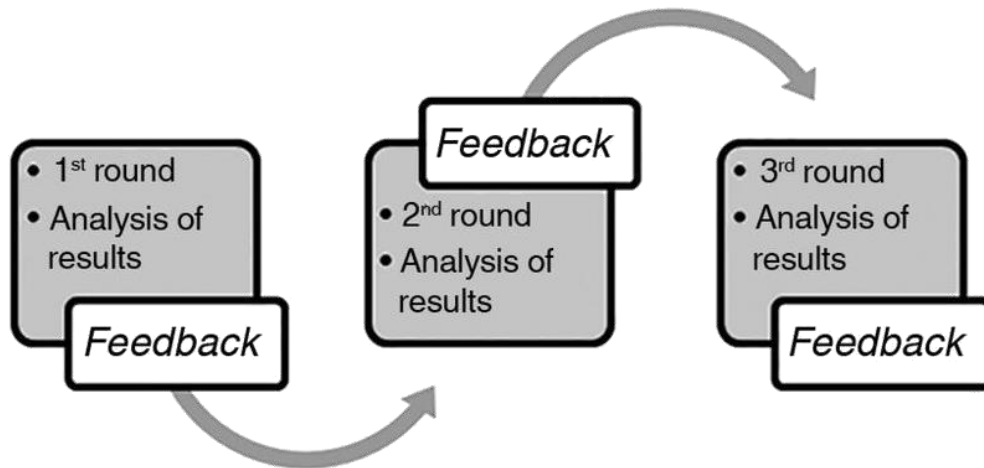 • 1st round
• Analysis of
results
Feedback
Feedback
• 2nd round
• Analysis of
results
• 3rd round
• Analysis of
results
Feedback